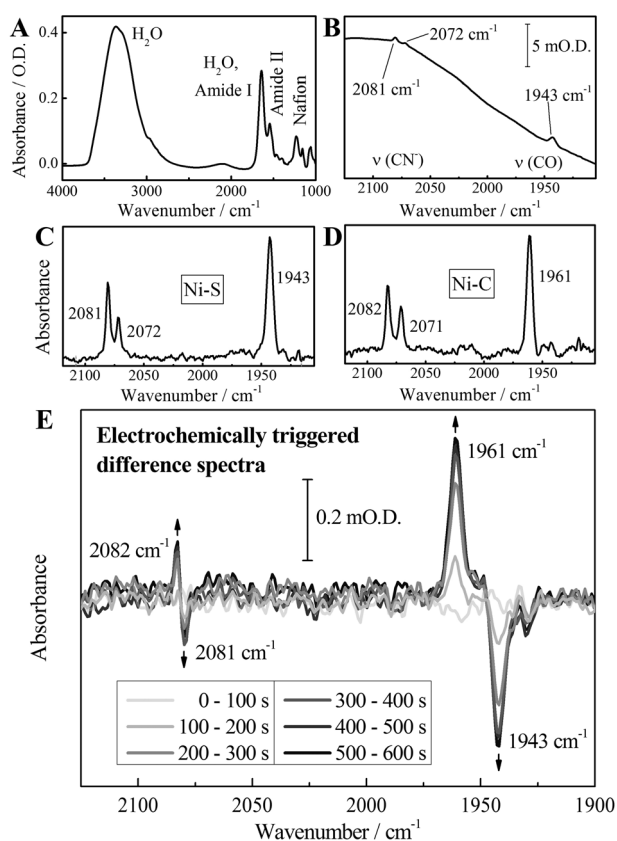 A
H₂O
H₂O,
Amide I
Amide II
Nafion
Absorbance / O.D.
0.4
0.2
0.0
4000 3000 2000 1000
Wavenumber / cm⁻¹
B
2072 cm⁻¹
5 mO.D.
2081 cm⁻¹
1943 cm⁻¹
ν (CN⁻)
ν (CO)
2100 2050 2000 1950
Wavenumber / cm⁻¹
C
2081
2072
Ni-S
1943
Absorbance
2100 2050 2000 1950
Wavenumber / cm⁻¹
D
2082
2071
Ni-C
1961
2100 2050 2000 1950
Wavenumber / cm⁻¹
E
Electrochemically triggered
difference spectra
1961 cm⁻¹
0.2 mO.D.
2082 cm⁻¹
2081 cm⁻¹
1943 cm⁻¹
Absorbance
0 - 100 s
100 - 200 s
200 - 300 s
300 - 400 s
400 - 500 s
500 - 600 s
2100 2050 2000 1950 1900
Wavenumber / cm⁻¹